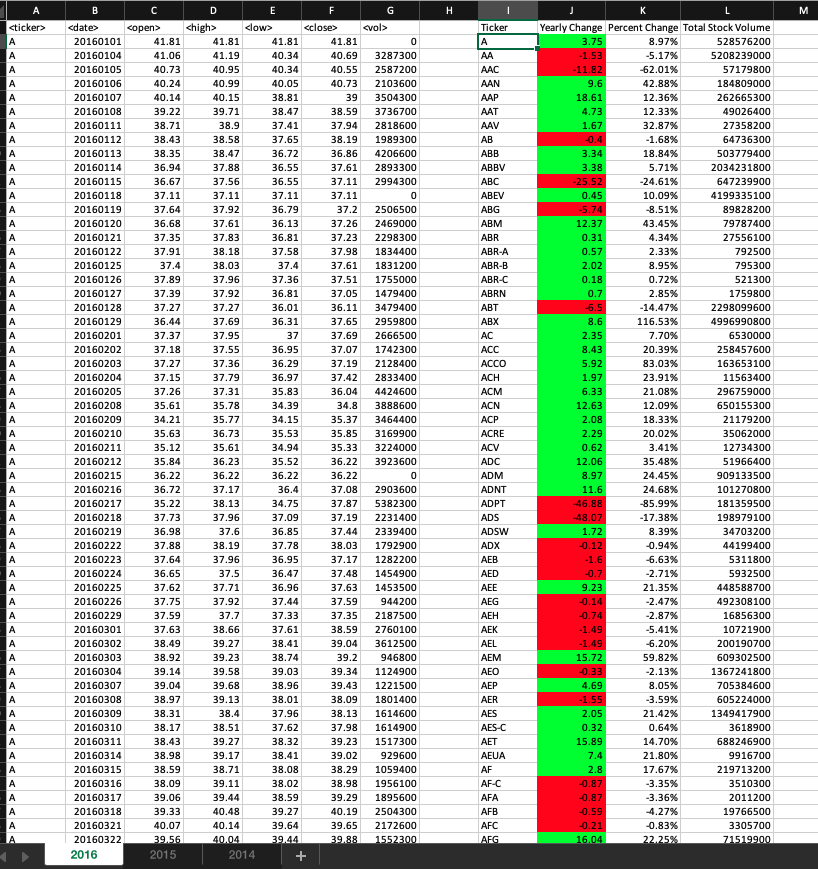 A B C D E F G H I J K L M
<ticker> <date> <open> <high> <low> <close> <vol> Ticker Yearly Change Percent Change Total Stock Volume
A 20160101 41.81 41.81 41.81 41.81 0 A 3.75 8.97% 528576200
A 20160104 41.06 41.19 40.34 40.69 3287300 AA -1.53 -5.17% 5208239000
A 20160105 40.73 40.95 40.34 40.55 2587200 AAC -11.82 -62.01% 57179800
A 20160106 40.24 40.99 40.05 40.73 2103600 AAN 9.6 42.88% 184809000
A 20160107 40.14 40.15 38.81 39 3504300 AAP 18.61 12.36% 262665300
A 20160108 39.22 39.71 38.47 38.59 3736700 AAT 4.73 12.33% 49026400
A 20160111 38.71 38.9 37.41 37.94 2818600 AAV 1.67 32.87% 27358200
A 20160112 38.43 38.58 37.65 38.19 1989300 AB -0.4 -1.68% 64736300
A 20160113 38.35 38.47 36.72 36.86 4206600 ABB 3.34 18.84% 503779400
A 20160114 36.94 37.88 36.55 37.61 2893300 ABBV 3.38 5.71% 2034231800
A 20160115 36.67 37.56 36.55 37.11 2994300 ABC -25.52 -24.61% 647239900
A 20160118 37.11 37.11 37.11 37.11 0 ABEV 0.45 10.09% 4199335100
A 20160119 37.64 37.92 36.79 37.2 2506500 ABG -5.74 -8.51% 89828200
A 20160120 36.68 37.61 36.13 37.26 2469000 ABM 12.37 43.45% 79787400
A 20160121 37.35 37.83 36.81 37.23 2298300 ABR 0.31 4.34% 27556100
A 20160122 37.91 38.18 37.58 37.98 1834400 ABR-A 0.57 2.33% 792500
A 20160125 37.4 38.03 37.4 37.61 1831200 ABR-B 2.02 8.95% 795300
A 20160126 37.89 37.96 37.36 37.51 1755000 ABR-C 0.18 0.72% 521300
A 20160127 37.39 37.92 36.81 37.05 1479400 ABRN 0.7 2.85% 1759800
A 20160128 37.27 37.27 36.01 36.11 3479400 ABT -6.5 -14.47% 2298099600
A 20160129 36.44 37.69 36.31 37.65 2959800 ABX 8.6 116.53% 4996990800
A 20160201 37.37 37.95 37 37.69 2666500 AC 2.35 7.70% 6530000
A 20160202 37.18 37.55 36.95 37.07 1742300 ACC 8.43 20.39% 258457600
A 20160203 37.27 37.36 36.29 37.19 2128400 ACCO 5.92 83.03% 163653100
A 20160204 37.15 37.79 36.97 37.42 2833400 ACH 1.97 23.91% 11563400
A 20160205 37.26 37.31 35.83 36.04 4424600 ACM 6.33 21.08% 296759000
A 20160208 35.61 35.78 34.39 34.8 3888600 ACN 12.63 12.09% 650155300
A 20160209 34.21 35.77 34.15 35.37 3464400 ACP 2.08 18.33% 21179200
A 20160210 35.63 36.73 35.53 35.85 3169900 ACRE 2.29 20.02% 35062000
A 20160211 35.12 35.61 34.94 35.33 3224000 ACV 0.62 3.41% 12734300
A 20160212 35.84 36.23 35.52 36.22 3923600 ADC 12.06 35.48% 51966400
A 20160215 36.22 36.22 36.22 36.22 0 ADM 8.97 24.45% 909133500
A 20160216 36.72 37.17 36.4 37.08 2903600 ADNT 11.6 24.68% 101270800
A 20160217 35.22 38.13 34.75 37.87 5382300 ADPT -46.88 -85.99% 181359500
A 20160218 37.73 37.96 37.09 37.19 2231400 ADS -48.07 -17.38% 198979100
A 20160219 36.98 37.6 36.85 37.44 2339400 ADSW 1.72 8.39% 34703200
A 20160222 37.88 38.19 37.78 38.03 1792900 ADX -0.12 -0.94% 44199400
A 20160223 37.64 37.96 36.95 37.17 1282200 AEB -1.6 -6.63% 5311800
A 20160224 36.65 37.5 36.47 37.48 1454900 AED -0.7 -2.71% 5932500
A 20160225 37.62 37.71 36.96 37.63 1453500 AEE 9.23 21.35% 448588700
A 20160226 37.75 37.92 37.44 37.59 944200 AEG -0.14 -2.47% 492308100
A 20160229 37.59 37.7 37.33 37.35 2187500 AEH -0.74 -2.87% 16856300
A 20160301 37.63 38.66 37.61 38.59 2760100 AEK -1.49 -5.41% 10721900
A 20160302 38.49 39.27 38.41 39.04 3612500 AEL -1.49 -6.20% 200190700
A 20160303 38.92 39.23 38.74 39.2 946800 AEM 15.72 59.82% 609302500
A 20160304 39.14 39.58 39.03 39.34 1124900 AEO -0.33 -2.13% 1367241800
A 20160307 39.04 39.68 38.96 39.43 1221500 AEP 4.69 8.05% 705384600
A 20160308 38.97 39.13 38.01 38.09 1801400 AER -1.55 -3.59% 605224000
A 20160309 38.31 38.4 37.96 38.13 1614600 AES 2.05 21.42% 1349417900
A 20160310 38.17 38.51 37.62 37.98 1614900 AES-C 0.32 0.64% 3618900
A 20160311 38.43 39.27 38.32 39.23 1517300 AET 15.89 14.70% 688246900
A 20160314 38.98 39.17 38.41 39.02 929600 AEUA 7.4 21.80% 9916700
A 20160315 38.59 38.71 38.08 38.29 1059400 AF 2.8 17.67% 219713200
A 20160316 38.09 39.11 38.02 38.98 1956100 AF-C -0.87 -3.35% 3510300
A 20160317 39.06 39.44 38.59 39.29 1895600 AFA -0.87 -3.36% 2011200
A 20160318 39.33 40.48 39.27 40.19 2504300 AFB -0.59 -4.27% 19766500
A 20160321 40.07 40.14 39.64 39.65 2172600 AFC -0.21 -0.83% 3305700
A 20160322 39.56 40.04 39.44 39.88 1552300 AFG 16.04 22.25% 71519900
2016 2015 2014 +